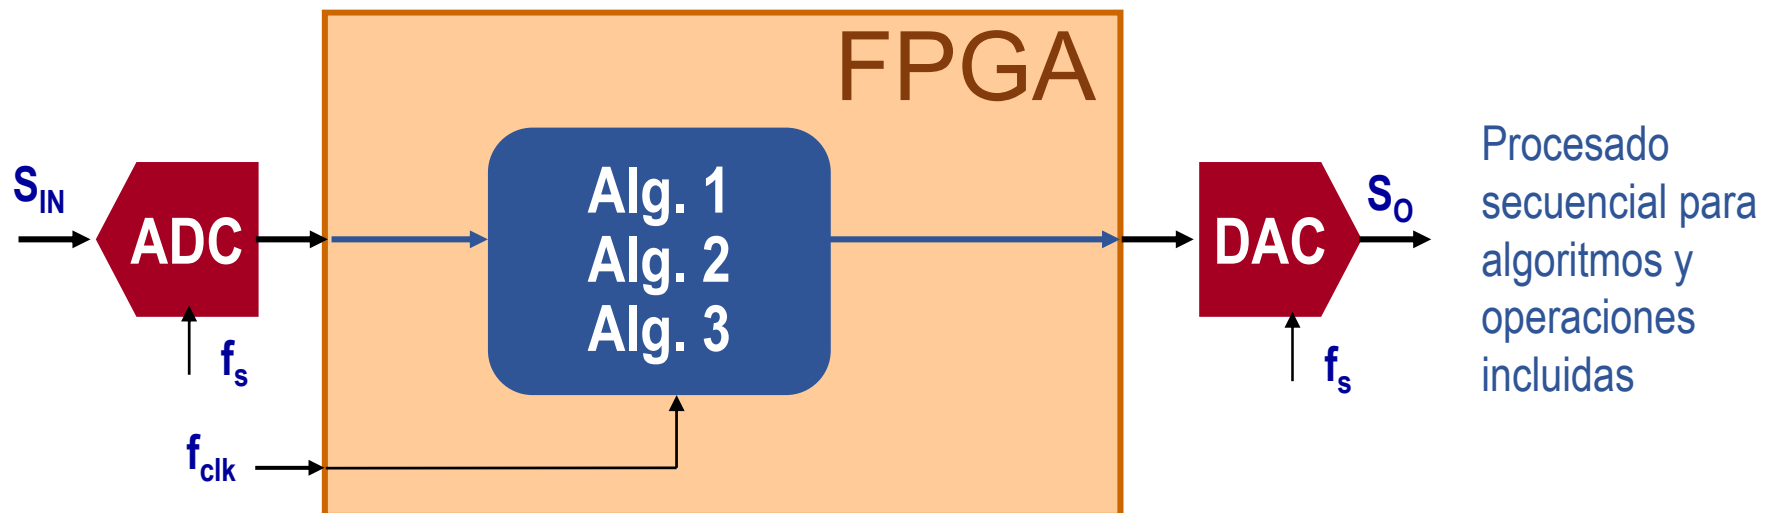 FPGA
S_IN
ADC
f_s
f_clk
Alg. 1
Alg. 2
Alg. 3
DAC
S_O
f_s
Procesado
secuencial para
algoritmos y
operaciones
incluidas